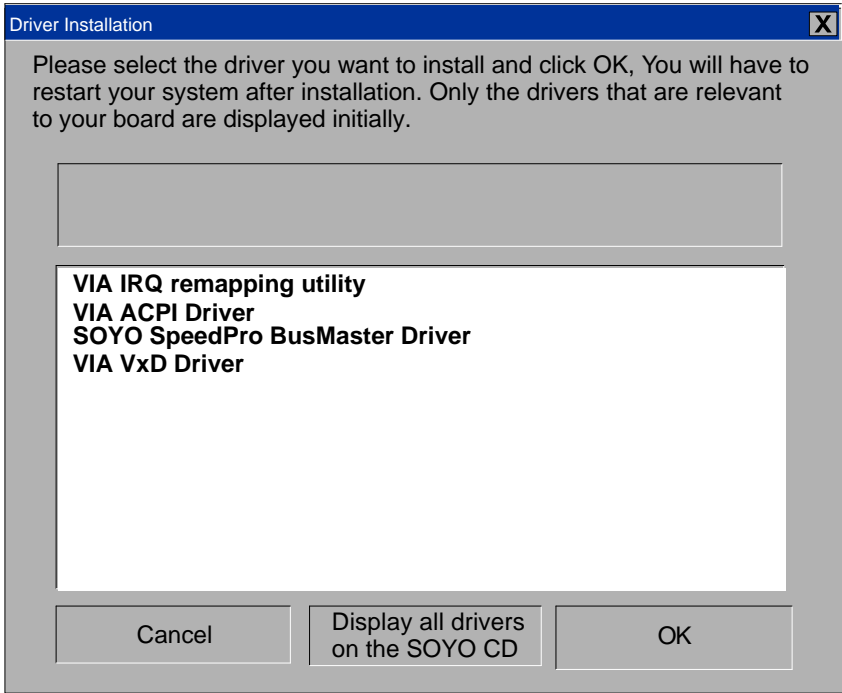 Driver Installation
X
Please select the driver you want to install and click OK, You will have to
restart your system after installation. Only the drivers that are relevant
to your board are displayed initially.
VIA IRQ remapping utility
VIA ACPI Driver
SOYO SpeedPro BusMaster Driver
VIA VxD Driver
Cancel
Display all drivers
on the SOYO CD
OK